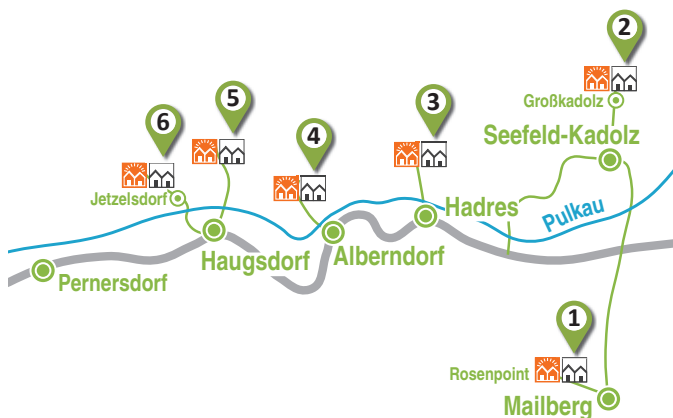 2
Großkadolz
Seefeld-Kadolz
3
5
4
6
Jetzelsdorf
Hadres
Pulkau
Haugsdorf
Alberndorf
Pernersdorf
1
Rosenpoint
Mailberg